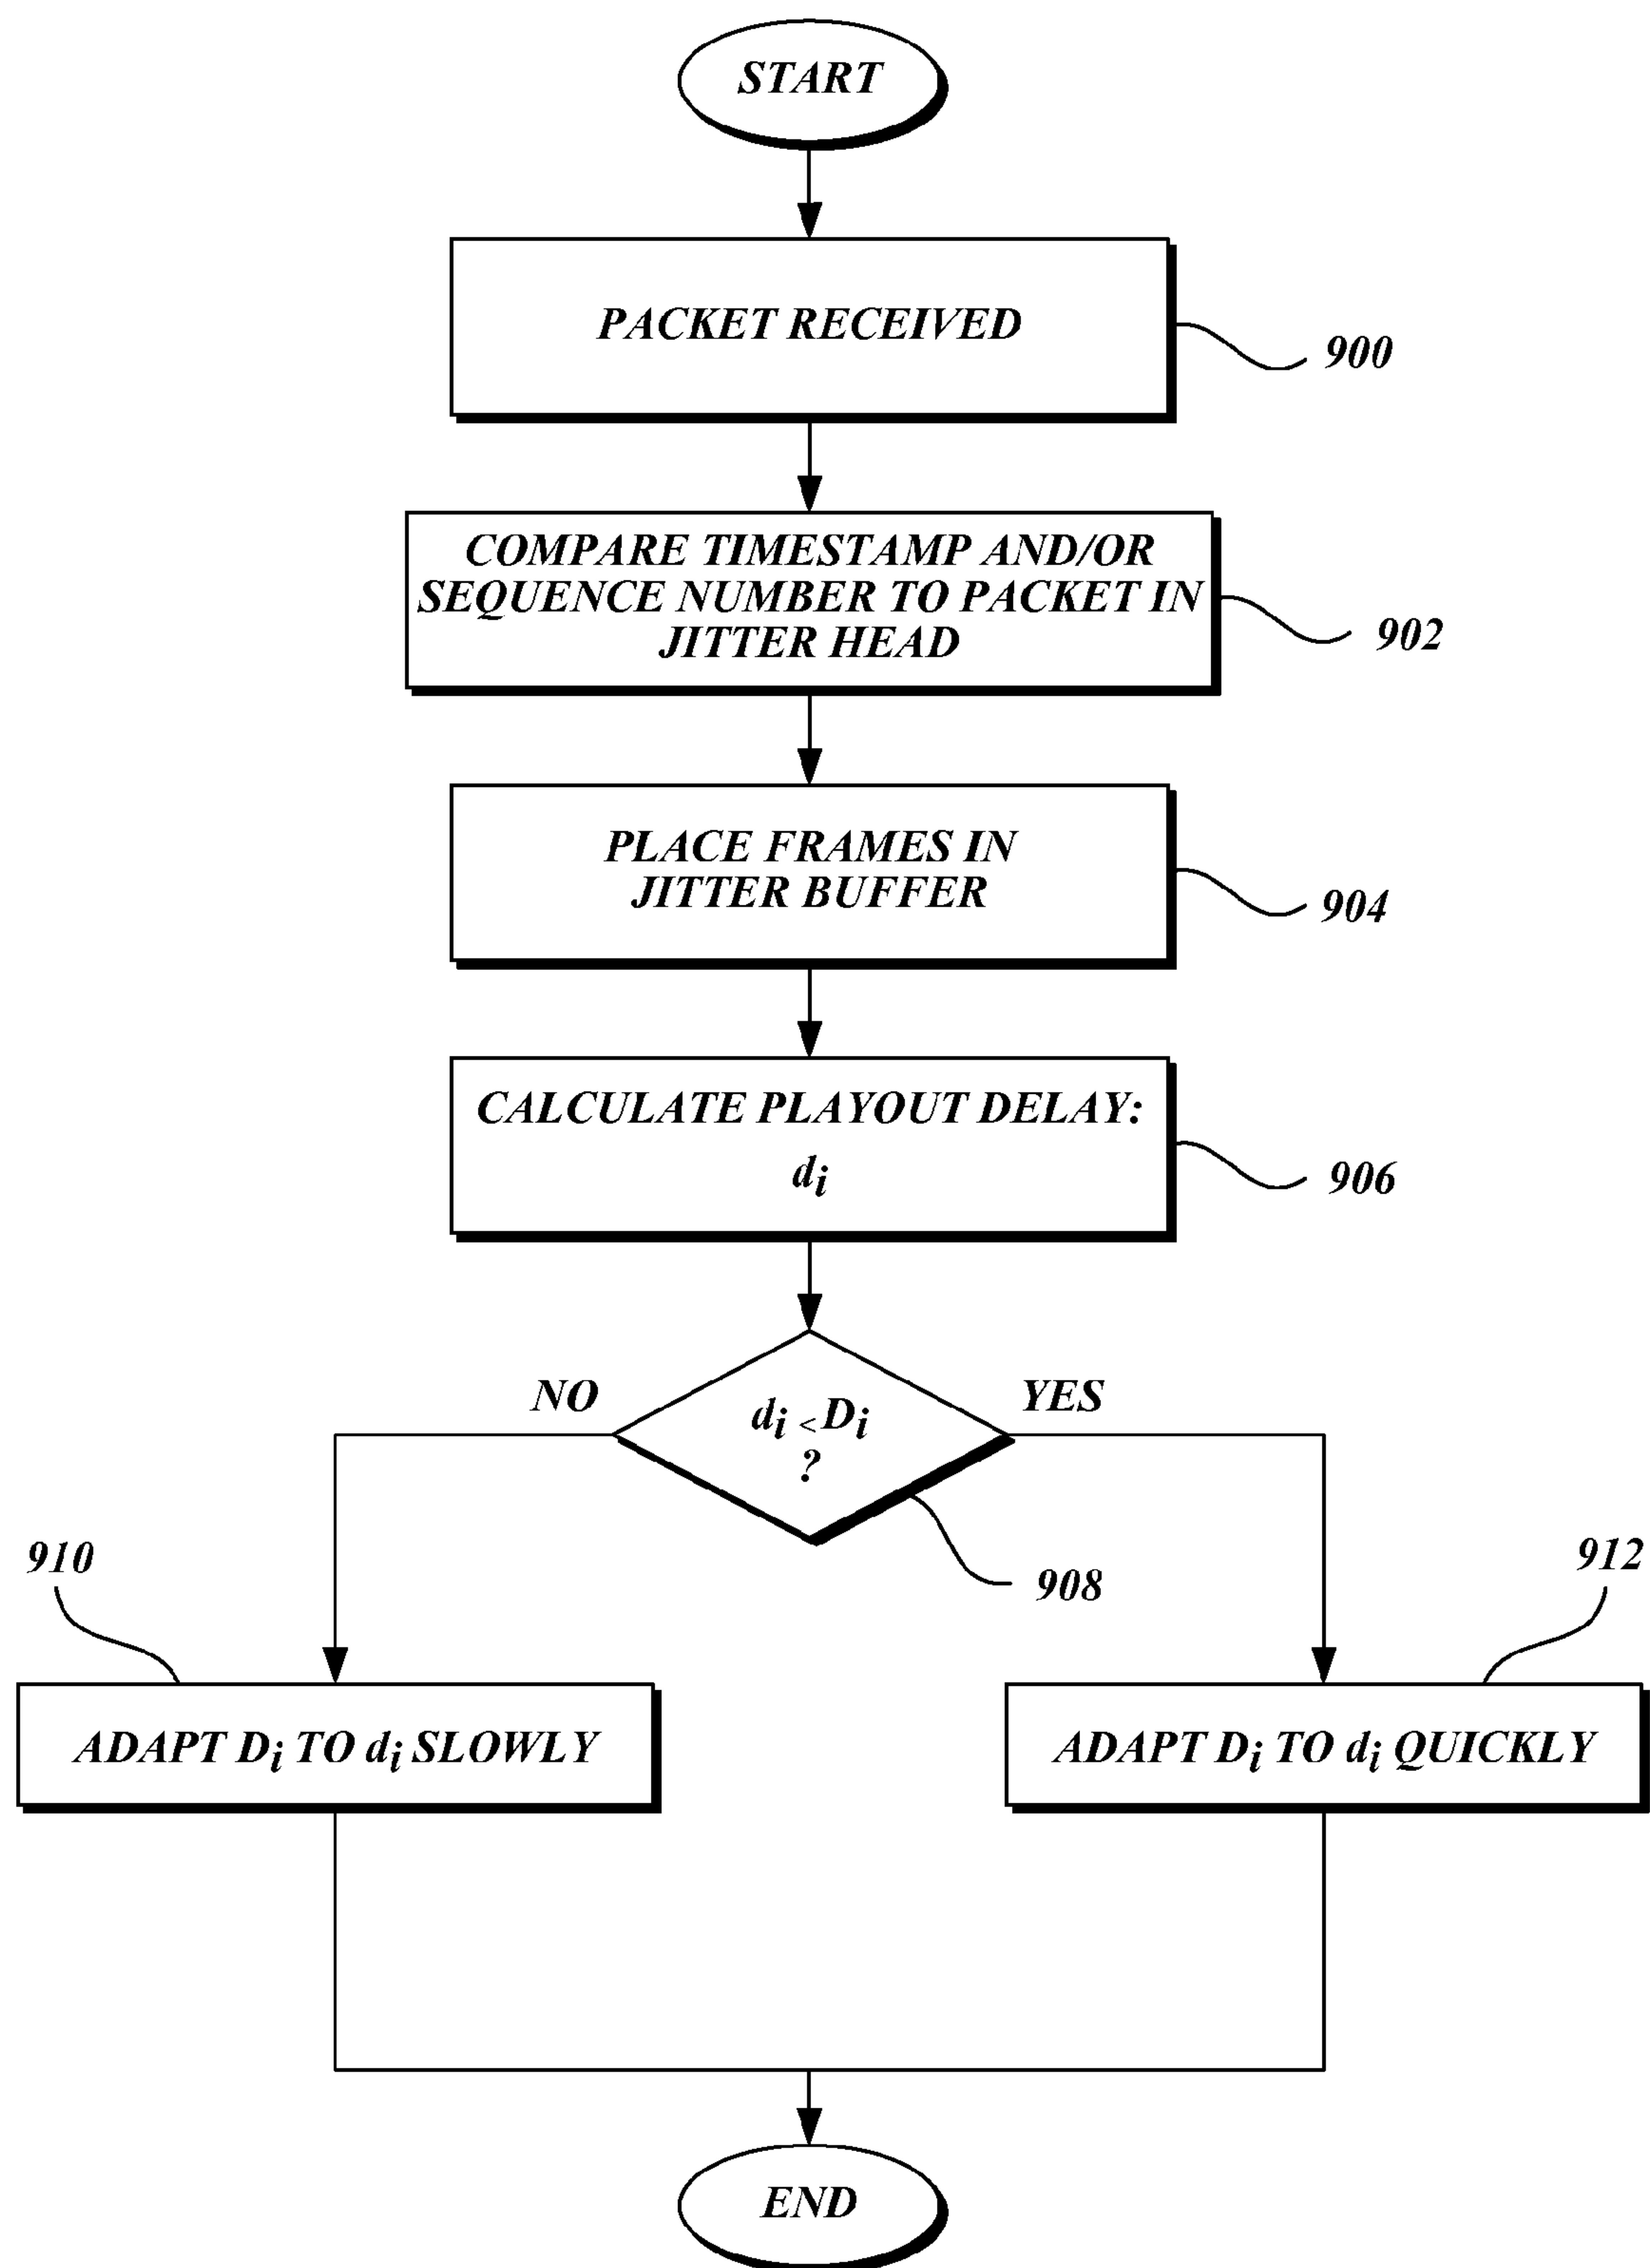 START
PACKET RECEIVED
900
COMPARE TIMESTAMP AND/OR
SEQUENCE NUMBER TO PACKET IN
JITTER HEAD
902
PLACE FRAMES IN
JITTER BUFFER
904
CALCULATE PLAYOUT DELAY:
di
906
NO
YES
di < Di
?
908
910
912
ADAPT Di TO di SLOWLY
ADAPT Di TO di QUICKLY
END